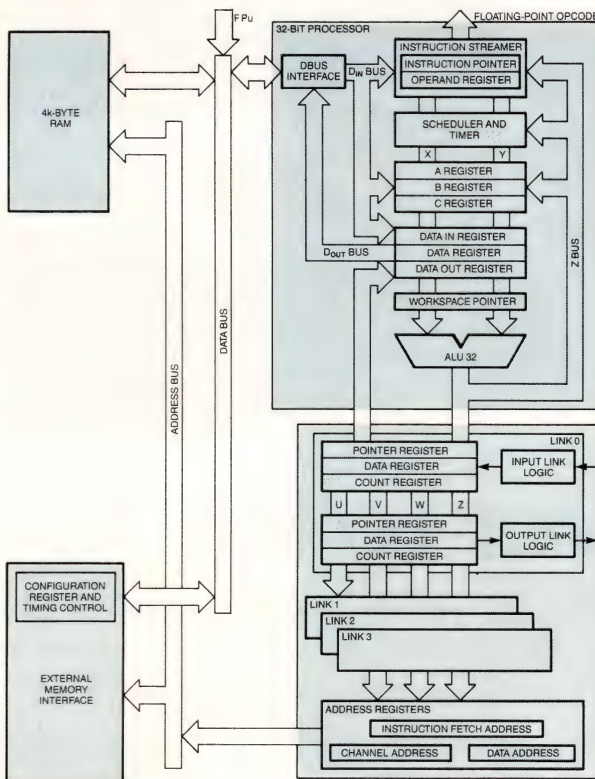 F Pu
FLOATING-POINT OPCODE
32-BIT PROCESSOR
DBUS
INTERFACE
DIN BUS
INSTRUCTION STREAMER
INSTRUCTION POINTER
OPERAND REGISTER
4k-BYTE
RAM
SCHEDULER AND
TIMER
X
Y
A REGISTER
B REGISTER
C REGISTER
DATA IN REGISTER
DATA REGISTER
DATA OUT REGISTER
DOUT BUS
Z BUS
WORKSPACE POINTER
ALU 32
ADDRESS BUS
DATA BUS
LINK 0
POINTER REGISTER
DATA REGISTER
COUNT REGISTER
INPUT LINK
LOGIC
U
V
W
Z
POINTER REGISTER
DATA REGISTER
COUNT REGISTER
OUTPUT LINK
LOGIC
CONFIGURATION
REGISTER AND
TIMING CONTROL
EXTERNAL
MEMORY
INTERFACE
LINK 1
LINK 2
LINK 3
ADDRESS REGISTERS
INSTRUCTION FETCH ADDRESS
CHANNEL ADDRESS
DATA ADDRESS